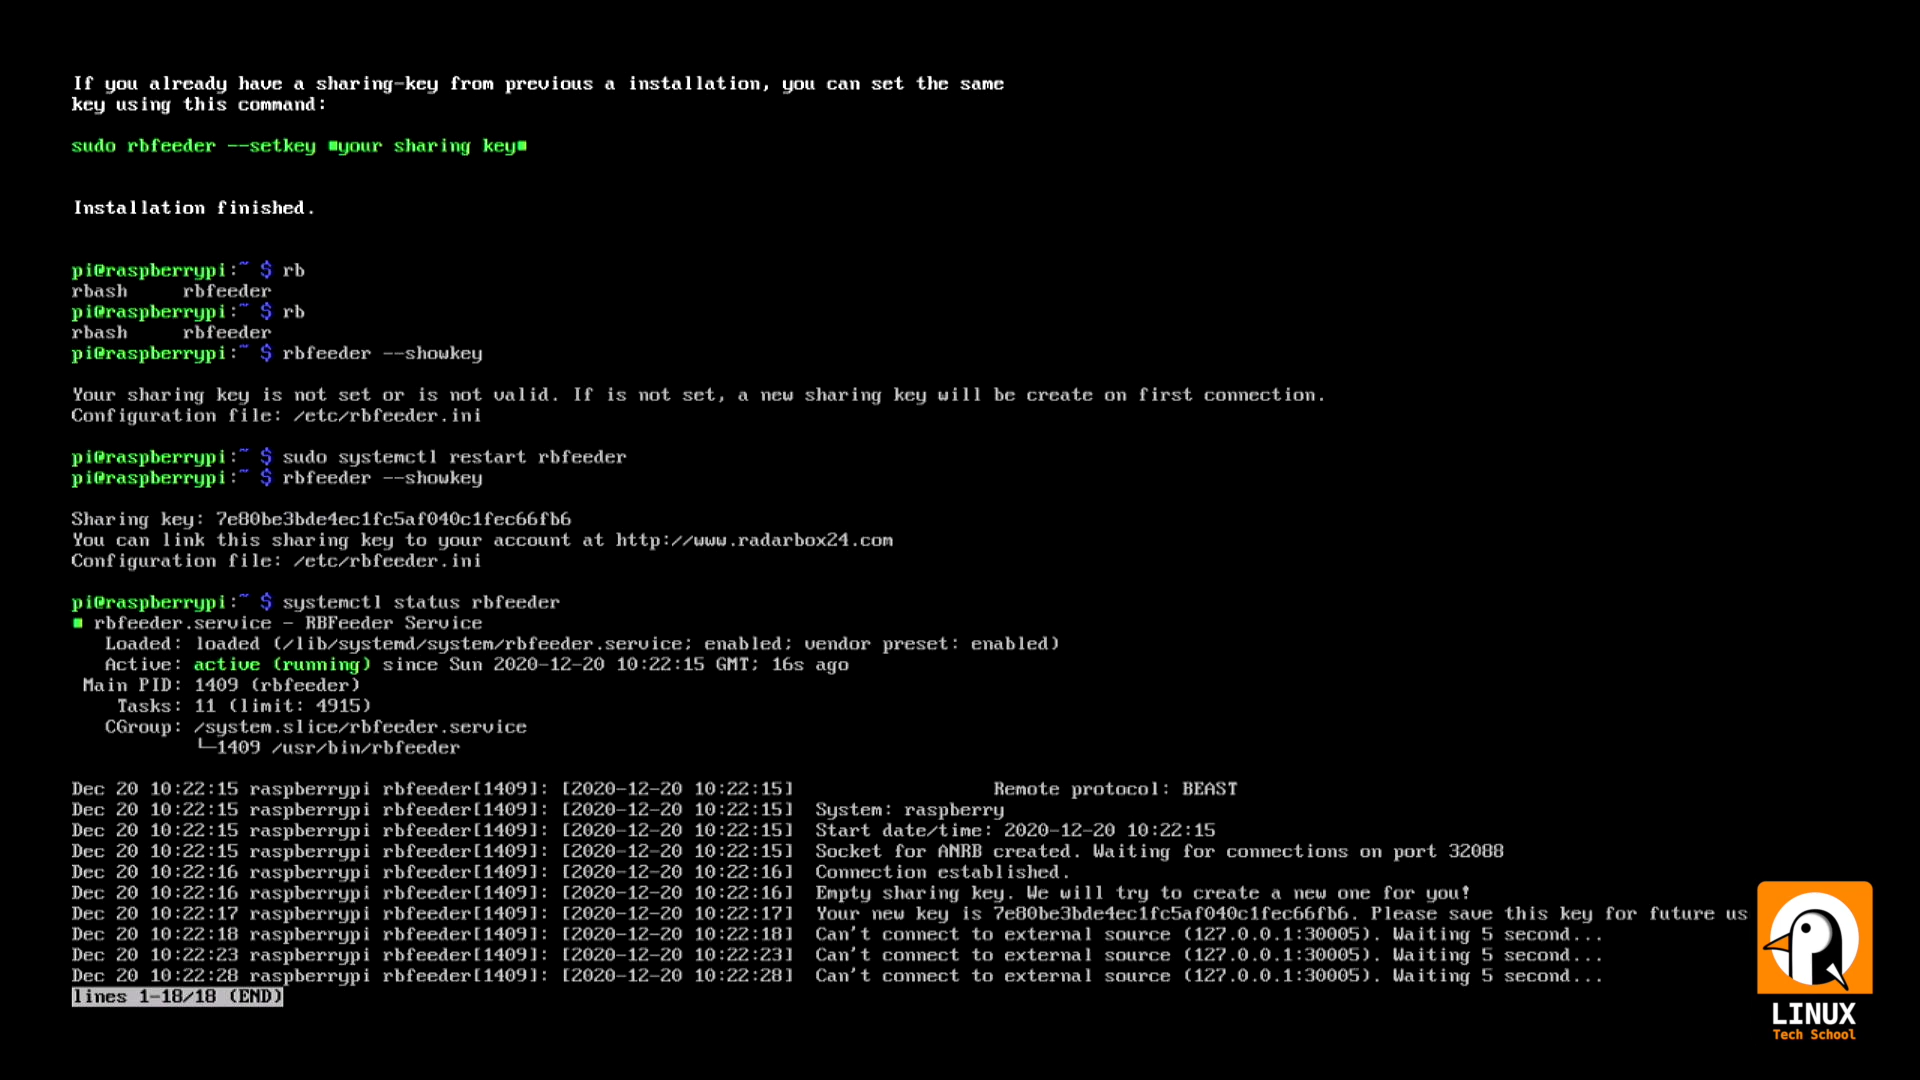 If you already have a sharing-key from previous a installation, you can set the same
key using this command:
sudo rbfeeder --setkey ■your sharing key■
Installation finished.
pi@raspberrypi:~ $ rb
rbash     rbfeeder
pi@raspberrypi:~ $ rb
rbash     rbfeeder
pi@raspberrypi:~ $ rbfeeder --showkey
Your sharing key is not set or is not valid. If is not set, a new sharing key will be create on first connection.
Configuration file: /etc/rbfeeder.ini
pi@raspberrypi:~ $ sudo systemctl restart rbfeeder
pi@raspberrypi:~ $ rbfeeder --showkey
Sharing key: 7e80be3bde4ec1fc5af040c1fec66fb6
You can link this sharing key to your account at http://www.radarbox24.com
Configuration file: /etc/rbfeeder.ini
pi@raspberrypi:~ $ systemctl status rbfeeder
■ rbfeeder.service - RBFeeder Service
Loaded: loaded (/lib/systemd/system/rbfeeder.service; enabled; vendor preset: enabled)
Active: active (running) since Sun 2020-12-20 10:22:15 GMT; 16s ago
Main PID: 1409 (rbfeeder)
Tasks: 11 (limit: 4915)
CGroup: /system.slice/rbfeeder.service
└─1409 /usr/bin/rbfeeder
Dec 20 10:22:15 raspberrypi rbfeeder[1409]: [2020-12-20 10:22:15]                  Remote protocol: BEAST
Dec 20 10:22:15 raspberrypi rbfeeder[1409]: [2020-12-20 10:22:15]  System: raspberry
Dec 20 10:22:15 raspberrypi rbfeeder[1409]: [2020-12-20 10:22:15]  Start date/time: 2020-12-20 10:22:15
Dec 20 10:22:15 raspberrypi rbfeeder[1409]: [2020-12-20 10:22:15]  Socket for ANRB created. Waiting for connections on port 32088
Dec 20 10:22:16 raspberrypi rbfeeder[1409]: [2020-12-20 10:22:16]  Connection established.
Dec 20 10:22:16 raspberrypi rbfeeder[1409]: [2020-12-20 10:22:16]  Empty sharing key. We will try to create a new one for you!
Dec 20 10:22:17 raspberrypi rbfeeder[1409]: [2020-12-20 10:22:17]  Your new key is 7e80be3bde4ec1fc5af040c1fec66fb6. Please save this key for future us
Dec 20 10:22:18 raspberrypi rbfeeder[1409]: [2020-12-20 10:22:18]  Can't connect to external source (127.0.0.1:30005). Waiting 5 second...
Dec 20 10:22:23 raspberrypi rbfeeder[1409]: [2020-12-20 10:22:23]  Can't connect to external source (127.0.0.1:30005). Waiting 5 second...
Dec 20 10:22:28 raspberrypi rbfeeder[1409]: [2020-12-20 10:22:28]  Can't connect to external source (127.0.0.1:30005). Waiting 5 second...
lines 1-18/18 (END)
LINUX
Tech School